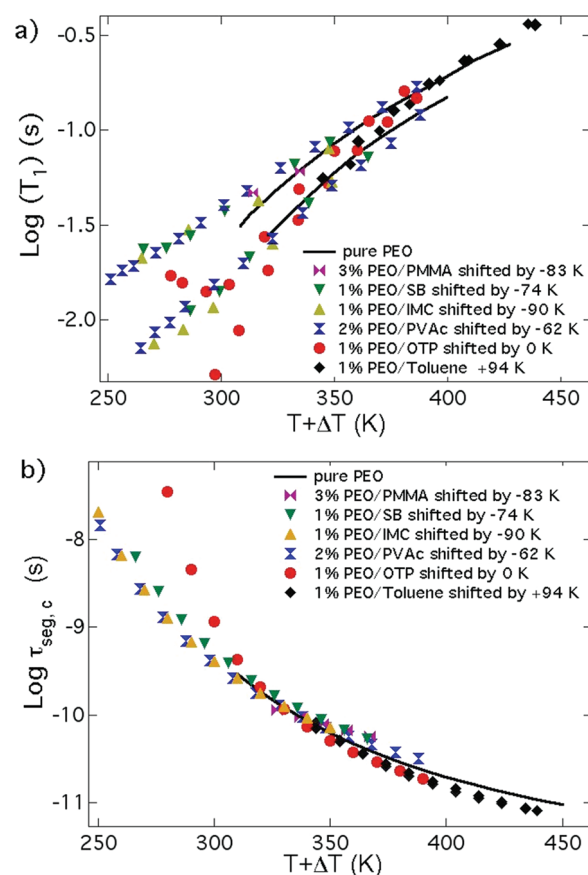 a)
-0.5
-1.0
-1.5
-2.0
Log (T1) (s)
pure PEO
3% PEO/PMMA shifted by -83 K
1% PEO/SB shifted by -74 K
1% PEO/IMC shifted by -90 K
2% PEO/PVAc shifted by -62 K
1% PEO/OTP shifted by 0 K
1% PEO/Toluene +94 K
250 300 350 400 450
T+ΔT (K)
b)
pure PEO
3% PEO/PMMA shifted by -83 K
1% PEO/SB shifted by -74 K
1% PEO/IMC shifted by -90 K
2% PEO/PVAc shifted by -62 K
1% PEO/OTP shifted by 0 K
1% PEO/Toluene shifted by +94 K
-8
-9
-10
-11
Log τseg, c (s)
250 300 350 400 450
T+ΔT (K)